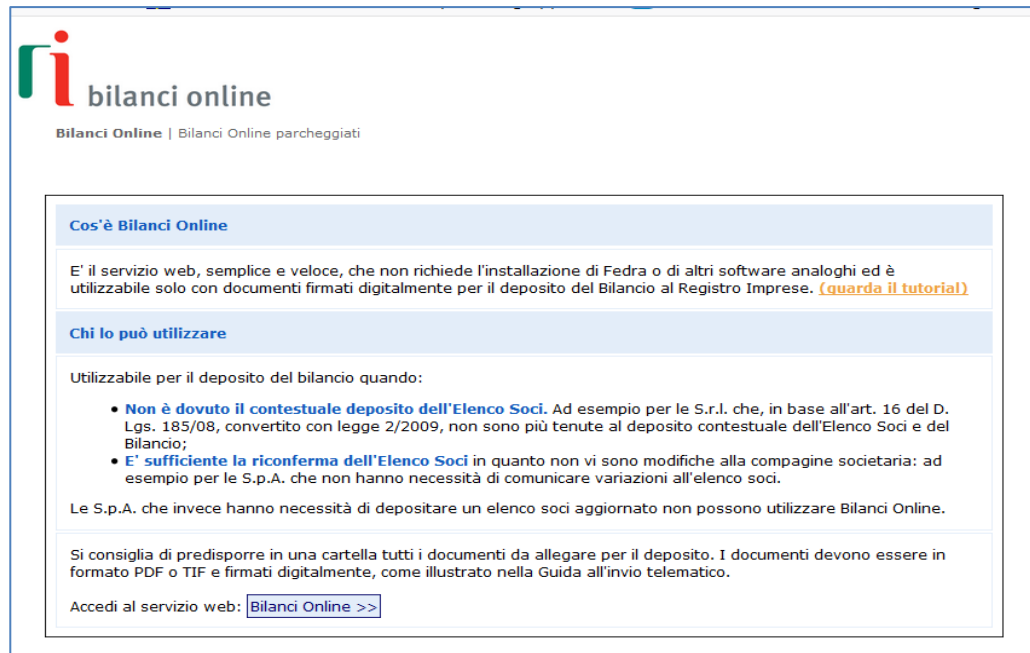 ri
bilanci online
Bilanci Online | Bilanci Online parcheggiati
Cos'è Bilanci Online
E' il servizio web, semplice e veloce, che non richiede l'installazione di Fedra o di altri software analoghi ed è
utilizzabile solo con documenti firmati digitalmente per il deposito del Bilancio al Registro Imprese. (guarda il tutorial)
Chi lo può utilizzare
Utilizzabile per il deposito del bilancio quando:
• Non è dovuto il contestuale deposito dell'Elenco Soci. Ad esempio per le S.r.l. che, in base all'art. 16 del D.
Lgs. 185/08, convertito con legge 2/2009, non sono più tenute al deposito contestuale dell'Elenco Soci e del
Bilancio;
• E' sufficiente la riconferma dell'Elenco Soci in quanto non vi sono modifiche alla compagine societaria: ad
esempio per le S.p.A. che non hanno necessità di comunicare variazioni all'elenco soci.
Le S.p.A. che invece hanno necessità di depositare un elenco soci aggiornato non possono utilizzare Bilanci Online.
Si consiglia di predisporre in una cartella tutti i documenti da allegare per il deposito. I documenti devono essere in
formato PDF o TIF e firmati digitalmente, come illustrato nella Guida all'invio telematico.
Accedi al servizio web: Bilanci Online >>